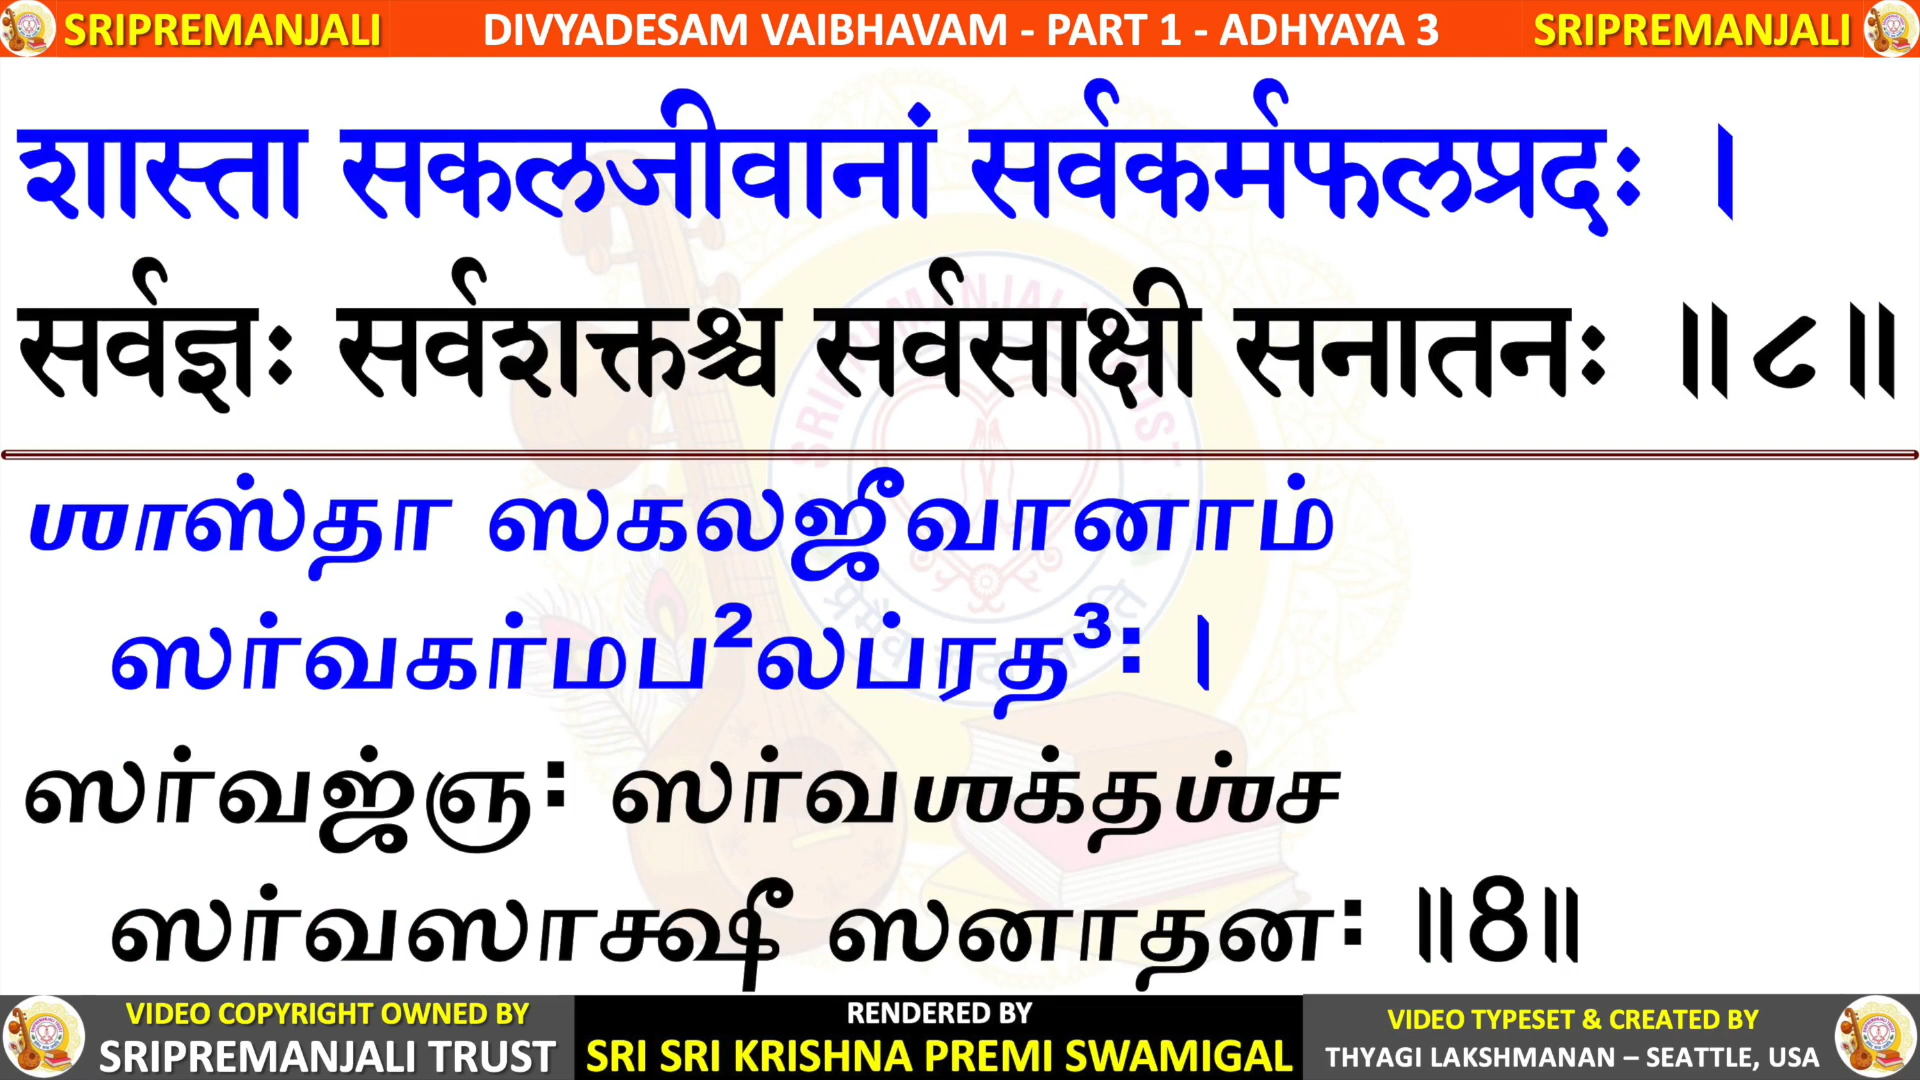 SRIPREMANJALI DIVYADESAM VAIBHAVAM - PART 1 - ADHYAYA 3 SRIPREMANJALI
शास्ता सकलजीवानां सर्वकर्मफलप्रदः ।
सर्वज्ञः सर्वशक्तश्च सर्वसाक्षी सनातनः ॥८॥
ஶாஸ்தா ஸகலஜீவானாம்
ஸர்வகர்மப²லப்ரத³: ।
ஸர்வஜ்ஞ: ஸர்வஶக்தஶ்ச
ஸர்வஸாக்ஷீ ஸனாதன: ॥8॥
VIDEO COPYRIGHT OWNED BY
SRIPREMANJALI TRUST
RENDERED BY
SRI SRI KRISHNA PREMI SWAMIGAL
VIDEO TYPESET & CREATED BY
THYAGI LAKSHMANAN – SEATTLE, USA